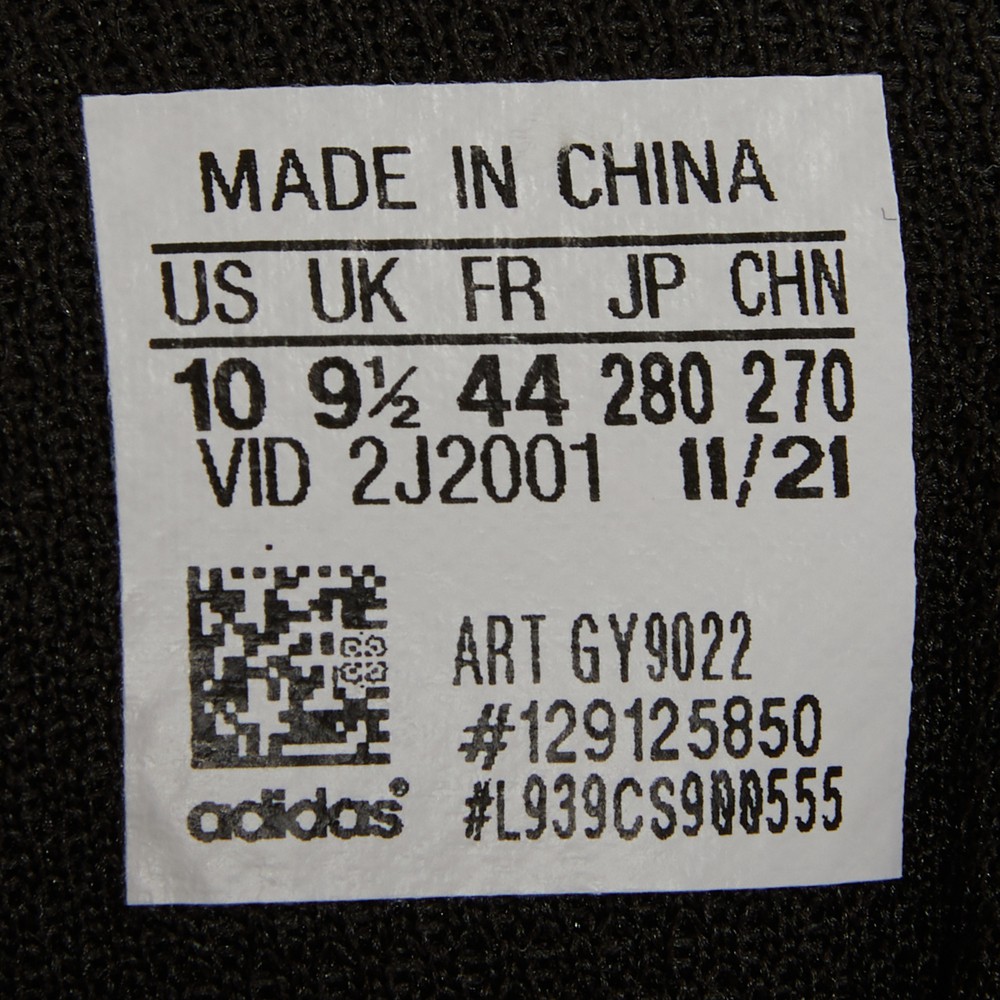 MADE IN CHINA
US UK FR JP CHN
10 9½ 44 280 270
VID 2J2001 11/21
ART GY9022
#129125850
adidas®